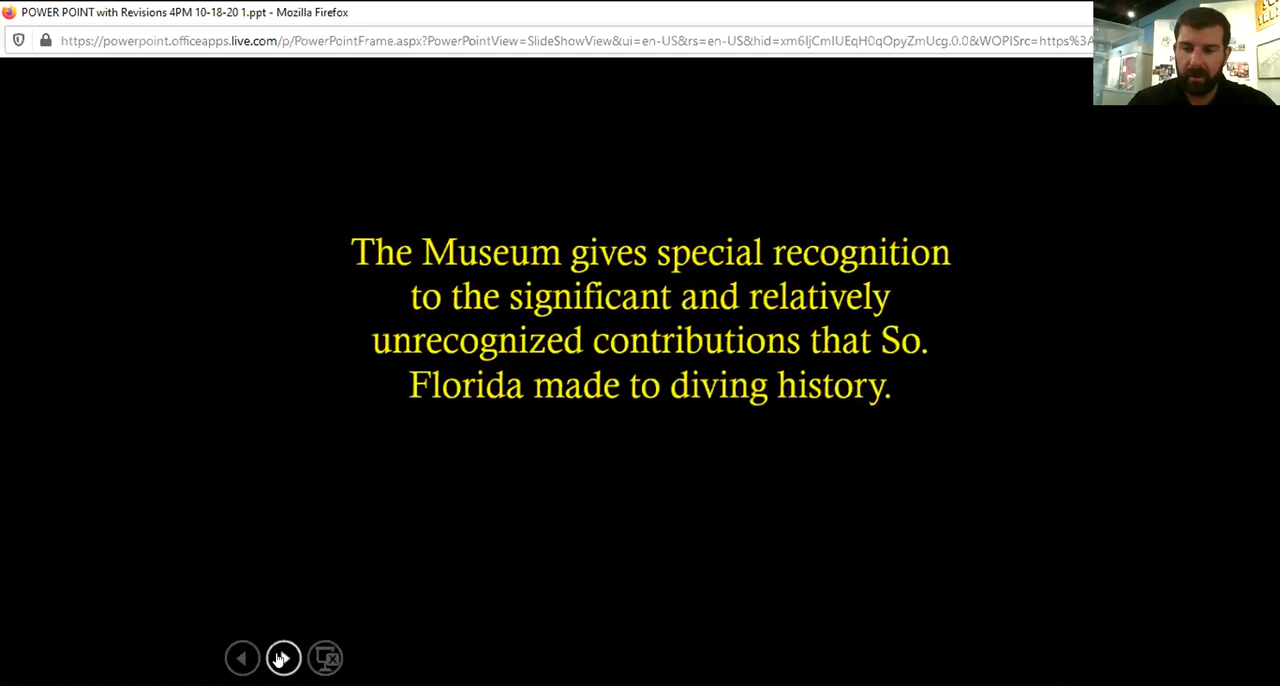 POWER POINT with Revisions 4PM 10-18-20 1.ppt - Mozilla Firefox
https://powerpoint.officeapps.live.com/p/PowerPointFrame.aspx?PowerPointView=SlideShowView&ui=en-US&rs=en-US&hid=xm6IjCmIUEqH0qOpyZmUcg.0.0&WOPISrc=https%3A
The Museum gives special recognition
to the significant and relatively
unrecognized contributions that So.
Florida made to diving history.